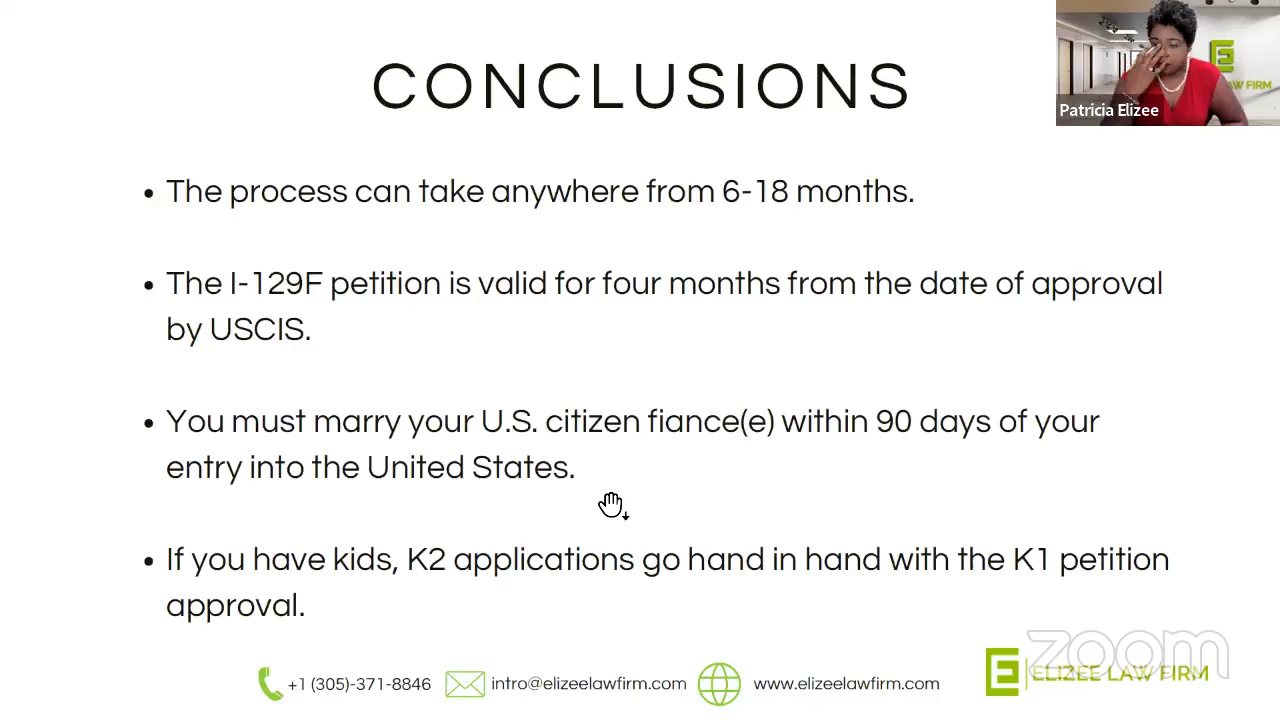 CONCLUSIONS
E
LAW FIRM
Patricia Elizee
• The process can take anywhere from 6-18 months.
• The I-129F petition is valid for four months from the date of approval
by USCIS.
• You must marry your U.S. citizen fiance(e) within 90 days of your
entry into the United States.
• If you have kids, K2 applications go hand in hand with the K1 petition
approval.
zoom
+1 (305)-371-8846 intro@elizeelawfirm.com www.elizeelawfirm.com E ELIZEE LAW FIRM